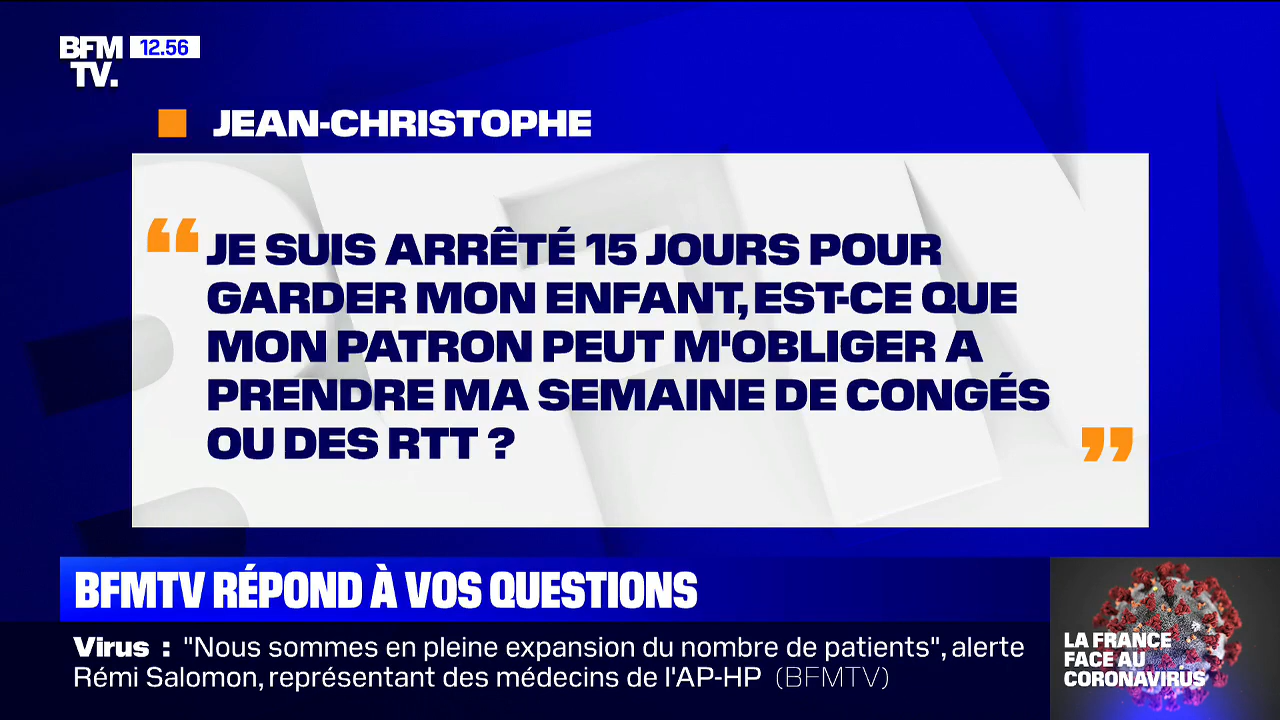 BFM
TV.
12.56
JEAN-CHRISTOPHE
“JE SUIS ARRÊTÉ 15 JOURS POUR
GARDER MON ENFANT, EST-CE QUE
MON PATRON PEUT M'OBLIGER A
PRENDRE MA SEMAINE DE CONGÉS
OU DES RTT ? ”
BFMTV RÉPOND À VOS QUESTIONS
Virus : "Nous sommes en pleine expansion du nombre de patients", alerte
Rémi Salomon, représentant des médecins de l'AP-HP (BFMTV)
LA FRANCE
FACE AU
CORONAVIRUS